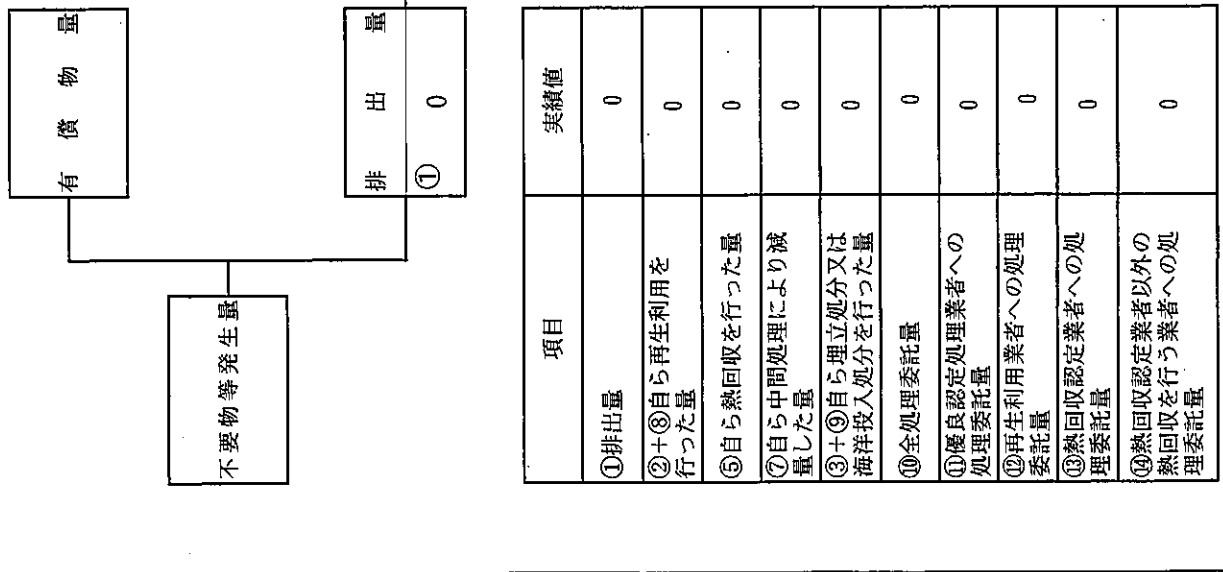 有償物量
不要物等発生量
排出量
①
0
項目
実績値
①排出量
0
②+⑧自ら再生利用を
行った量
0
⑤自ら熱回収を行った量
0
⑦自ら中間処理により減
量した量
0
③+⑨自ら埋立処分又は
海洋投入処分を行った量
0
⑩全処理委託量
0
⑪優良認定処理業者への
処理委託量
0
⑫再生利用業者への処理
委託量
0
⑬熱回収認定業者への処
理委託量
0
⑭熱回収認定業者以外の
熱回収を行う業者への処
理委託量
0